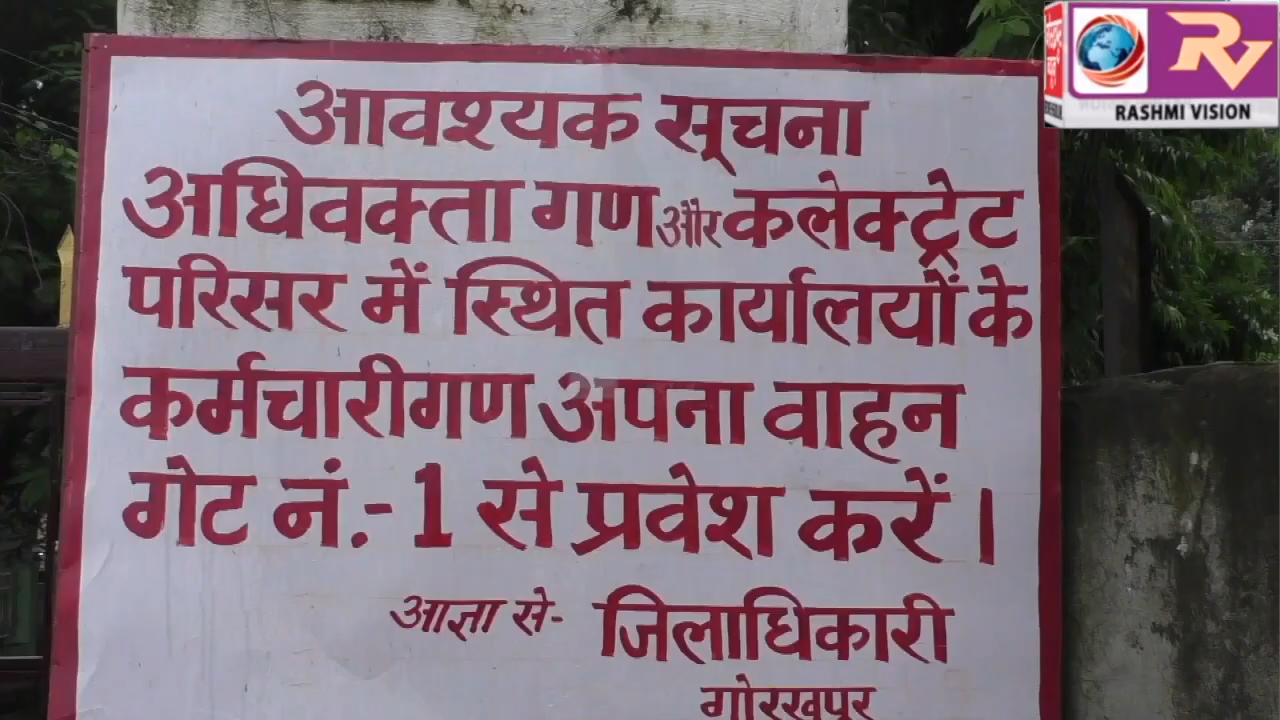 आवश्यक सूचना
अधिवक्ता गण और कलेक्ट्रेट
परिसर में स्थित कार्यालयों के
कर्मचारीगण अपना वाहन
गेट नं.- 1 से प्रवेश करें ।
आज्ञा से- जिलाधिकारी
गोरखपुर
RV
RASHMI VISION